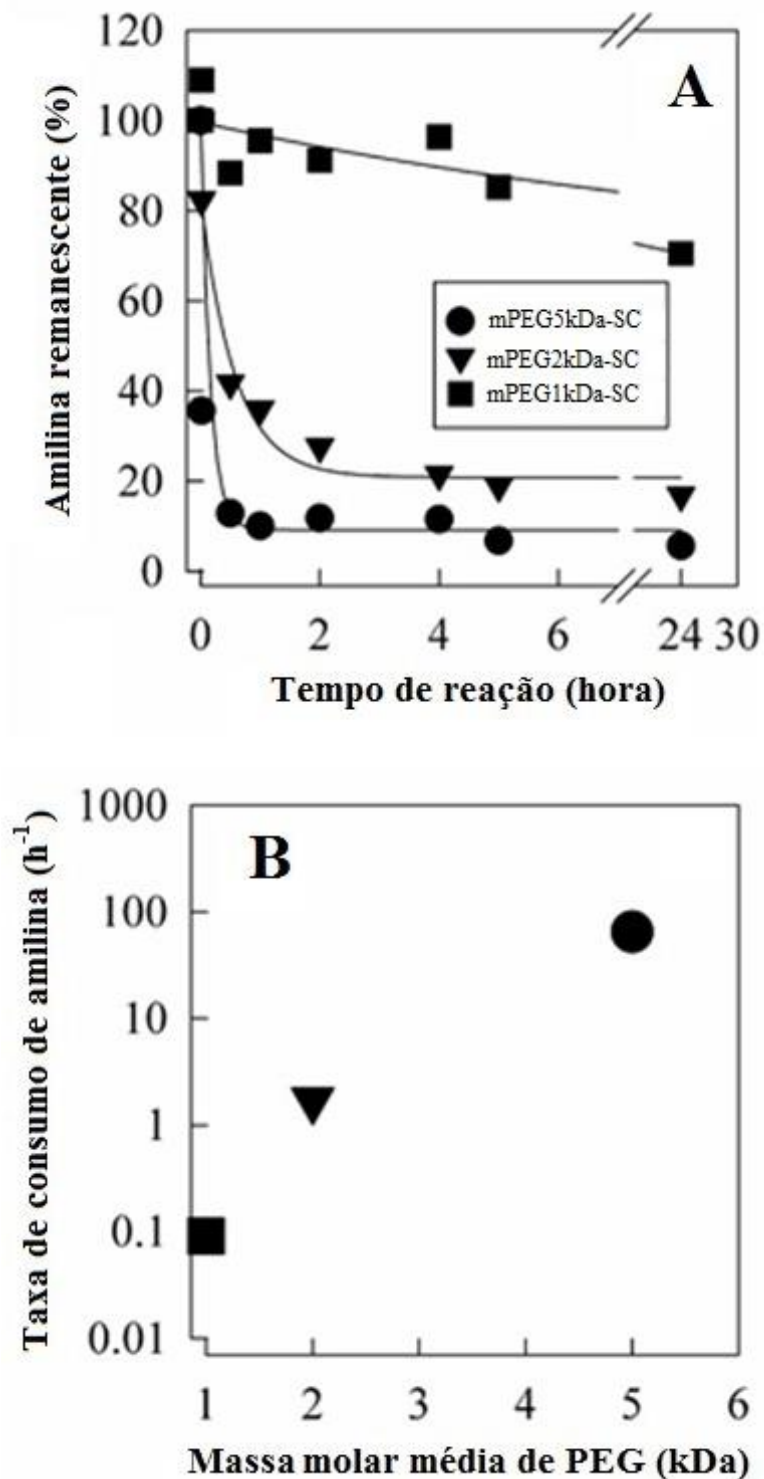 120
100
80
60
40
20
0
Amilina remanescente (%)
A
mPEG5kDa-SC
mPEG2kDa-SC
mPEG1kDa-SC
0 2 4 6 24 30
Tempo de reação (hora)
1000
100
10
1
0.1
0.01
Taxa de consumo de amilina (h⁻¹)
B
1 2 3 4 5 6
Massa molar média de PEG (kDa)